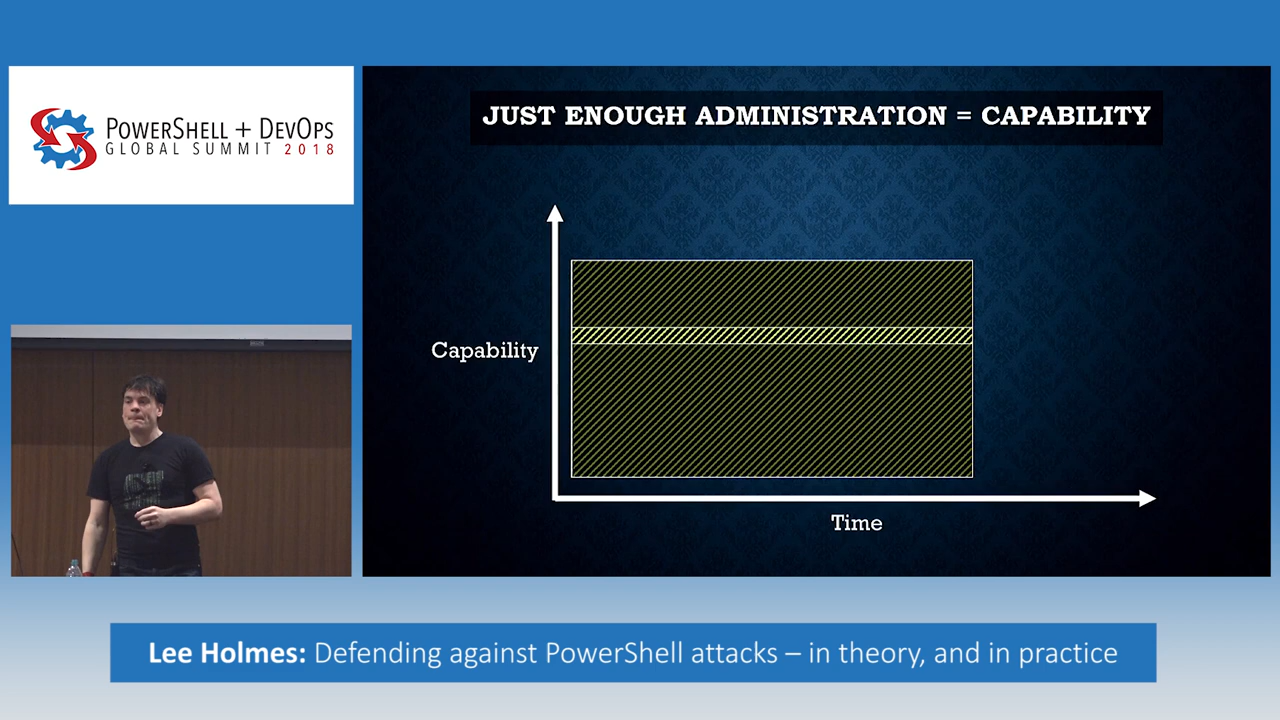 POWERSHELL + DEVOPS
GLOBAL SUMMIT 2018
JUST ENOUGH ADMINISTRATION = CAPABILITY
Capability
Time
Lee Holmes: Defending against PowerShell attacks – in theory, and in practice